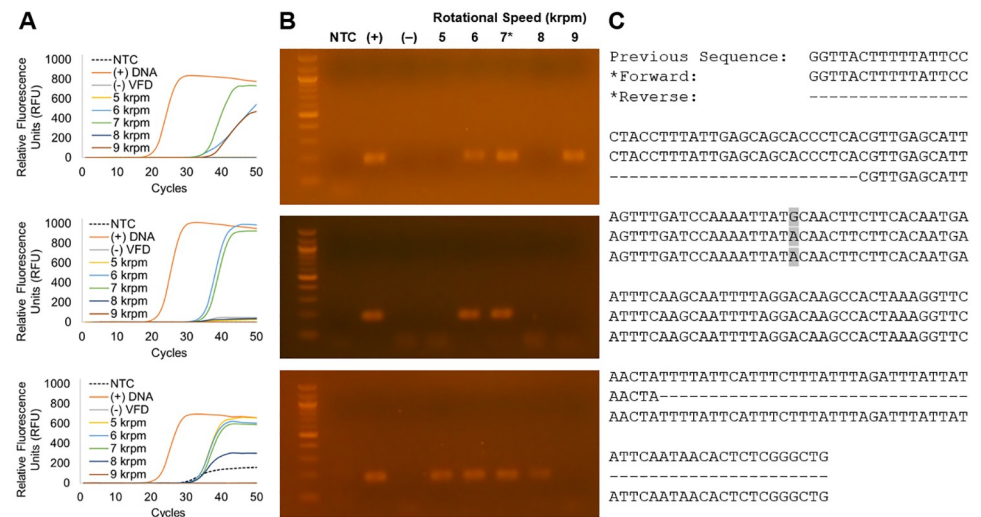 A
Relative Fluorescence
Units (RFU)
1000
800
600
400
200
0
NTC
(+) DNA
(-) VFD
5 krpm
6 krpm
7 krpm
8 krpm
9 krpm
0 10 20 30 40 50
Cycles
Relative Fluorescence
Units (RFU)
1000
800
600
400
200
0
NTC
(+) DNA
(-) VFD
5 krpm
6 krpm
7 krpm
8 krpm
9 krpm
0 10 20 30 40 50
Cycles
Relative Fluorescence
Units (RFU)
1000
800
600
400
200
0
NTC
(+) DNA
(-) VFD
5 krpm
6 krpm
7 krpm
8 krpm
9 krpm
0 10 20 30 40 50
Cycles
B
Rotational Speed (krpm)
NTC (+) (–) 5 6 7* 8 9
C
Previous Sequence: GGTTACTTTTTATTCC
*Forward: GGTTACTTTTTATTCC
*Reverse: ----------------
CTACCTTTATTGAGCAGCACCCTCACGTTGAGCATT
CTACCTTTATTGAGCAGCACCCTCACGTTGAGCATT
-------------------------CGTTGAGCATT
AGTTTGATCCAAAATTATGCAACTTCTTCACAATGA
AGTTTGATCCAAAATTATACAACTTCTTCACAATGA
AGTTTGATCCAAAATTATACAACTTCTTCACAATGA
ATTTCAAGCAATTTTAGGACAAGCCACTAAAGGTTC
ATTTCAAGCAATTTTAGGACAAGCCACTAAAGGTTC
ATTTCAAGCAATTTTAGGACAAGCCACTAAAGGTTC
AACTATTTTATTCATTTCTTTATTTAGATTTATTAT
AACTA-------------------------------
AACTATTTTATTCATTTCTTTATTTAGATTTATTAT
ATTCAATAACACTCTCGGGCTG
----------------------
ATTCAATAACACTCTCGGGCTG